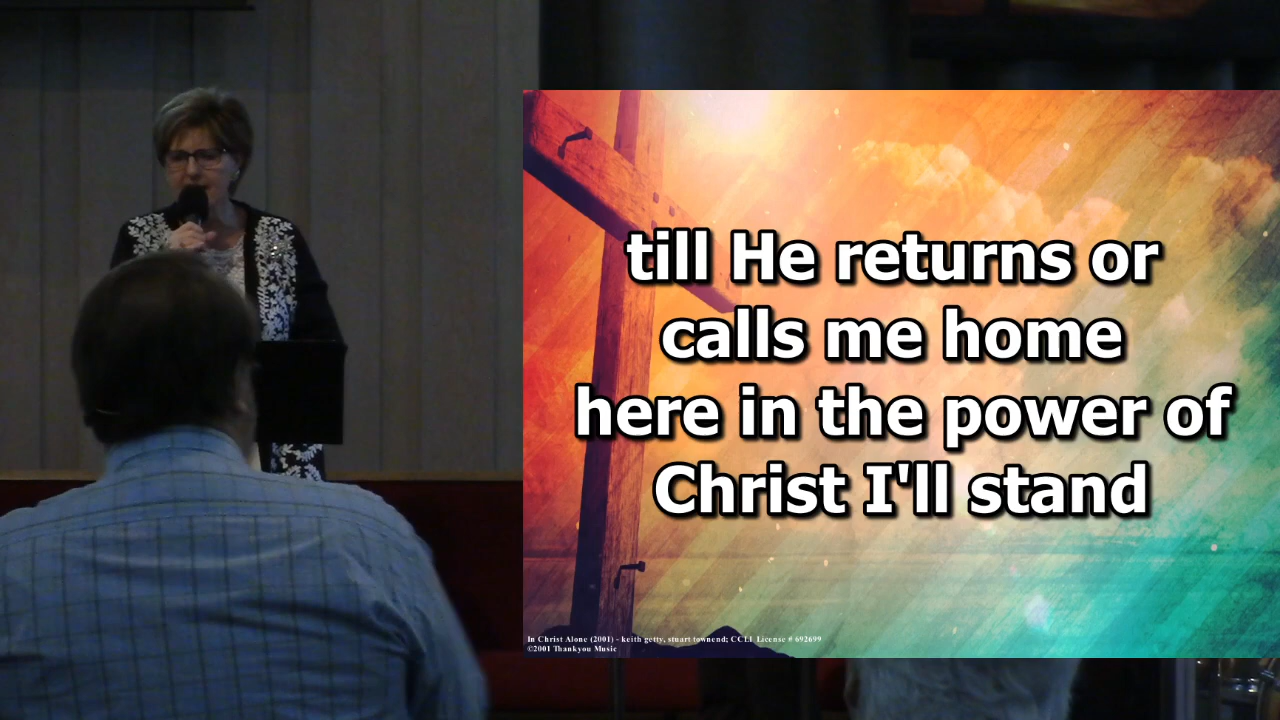 till He returns or
calls me home
here in the power of
Christ I'll stand
In Christ Alone (2001) - keith getty, stuart townend; CCLI License # 692699
©2001 Thankyou Music